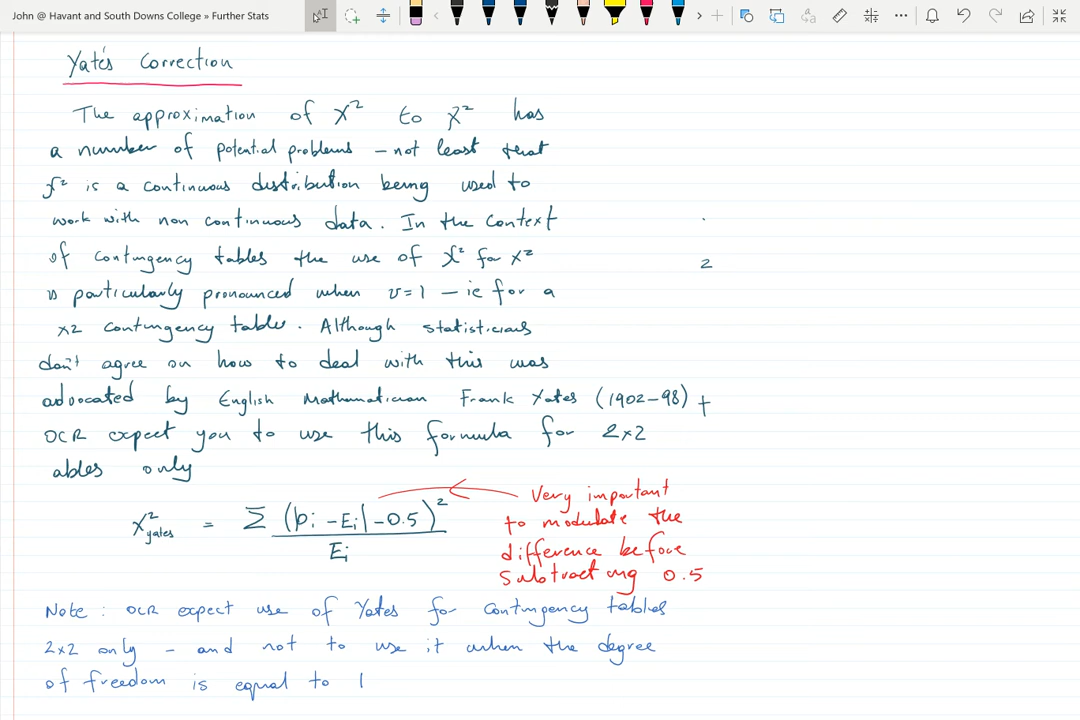 John @ Havant and South Downs College » Further Stats
Yate's Correction
The approximation of X² to χ² has
a number of potential problems – not least that
χ² is a continuous distribution being used to
work with non continuous data. In the context
of contingency tables the use of χ² for X²
is particularly pronounced when v=1 – ie for a
x2 contingency table. Although statisticians
don't agree on how to deal with this was
advocated by English Mathematician Frank Yates (1902-98) +
OCR expect you to use this formula for 2x2
ables only
2
X²yates = Σ (|Oi - Ei| - 0.5)² / Ei
Very important
to modulate the
difference before
subtracting 0.5
Note: OCR expect use of Yates for contingency tables
2x2 only - and not to use it when the degree
of freedom is equal to 1